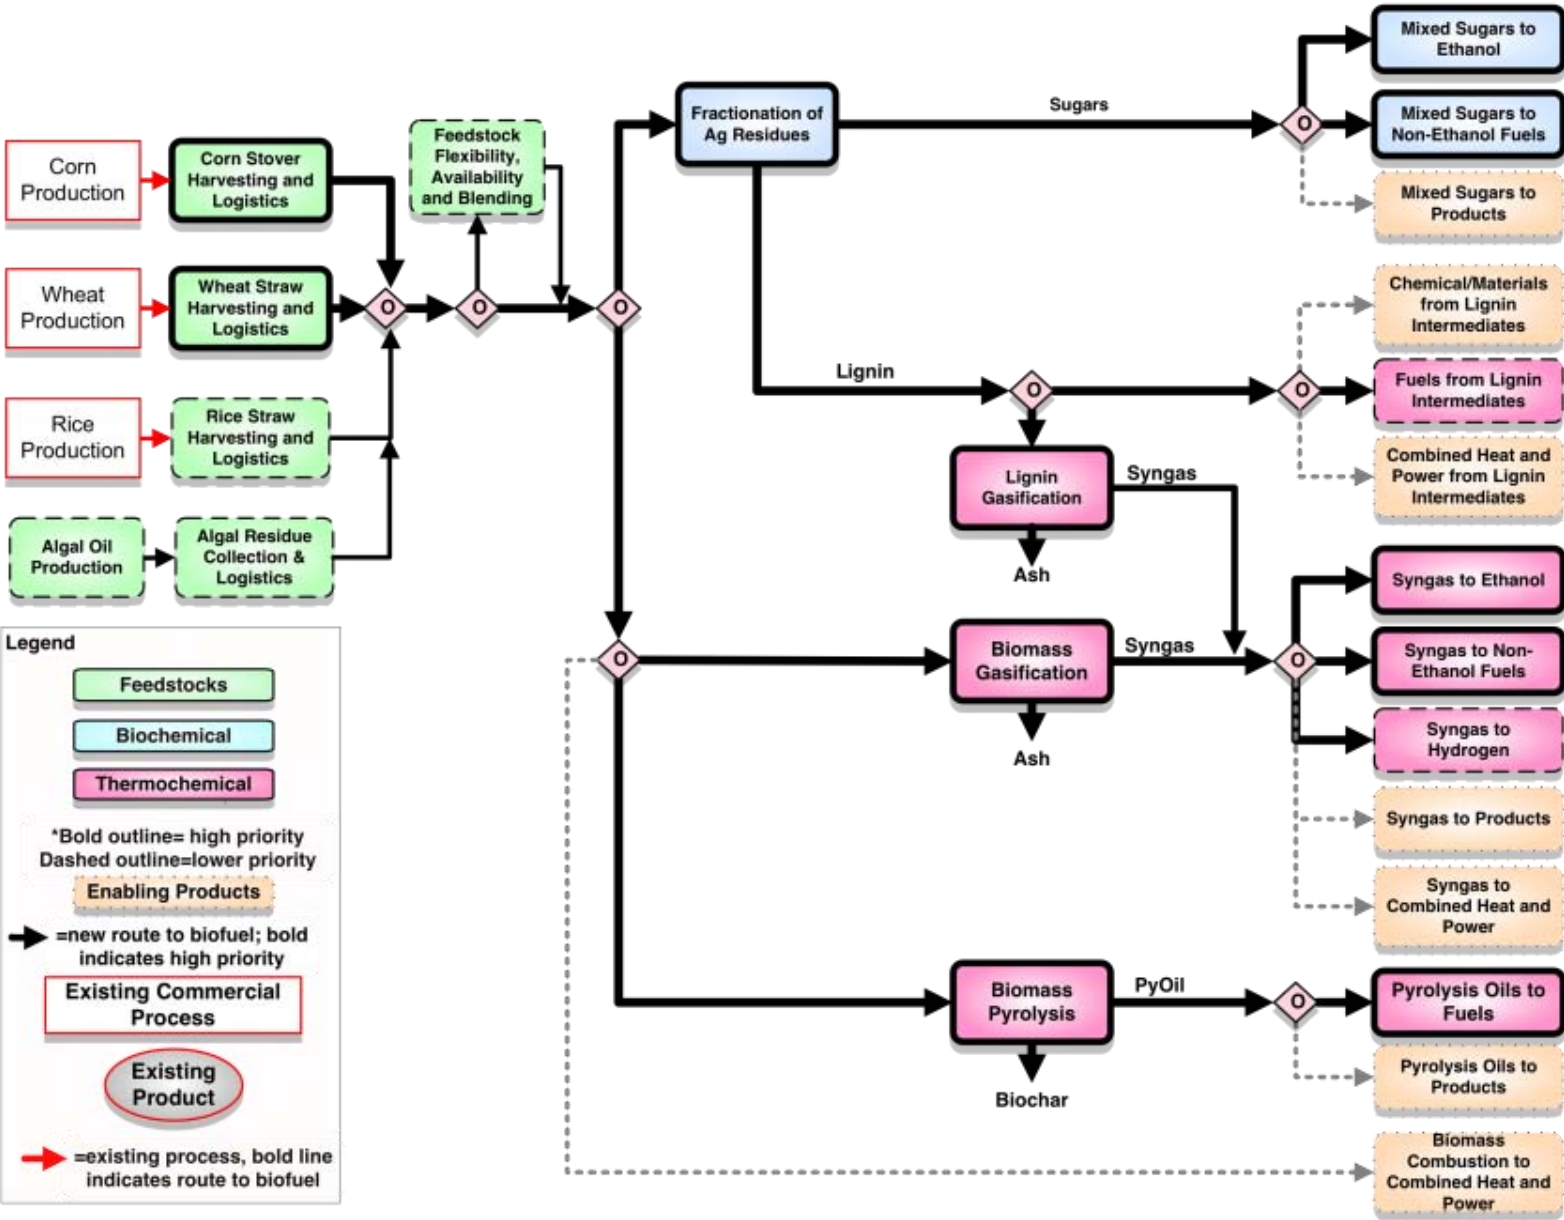 Corn
Production
Corn Stover
Harvesting and
Logistics
Feedstock
Flexibility,
Availability
and Blending
Wheat
Production
Wheat Straw
Harvesting and
Logistics
O
O
O
Rice
Production
Rice Straw
Harvesting and
Logistics
Algal Oil
Production
Algal Residue
Collection &
Logistics
Fractionation of
Ag Residues
Sugars
O
Mixed Sugars to
Ethanol
Mixed Sugars to
Non-Ethanol Fuels
Mixed Sugars to
Products
Lignin
O
O
Chemical/Materials
from Lignin
Intermediates
Fuels from Lignin
Intermediates
Combined Heat and
Power from Lignin
Intermediates
Lignin
Gasification
Syngas
Ash
O
Biomass
Gasification
Syngas
Ash
O
Syngas to Ethanol
Syngas to Non-
Ethanol Fuels
Syngas to
Hydrogen
Syngas to Products
Syngas to
Combined Heat and
Power
Biomass
Pyrolysis
PyOil
Biochar
O
Pyrolysis Oils to
Fuels
Pyrolysis Oils to
Products
Biomass
Combustion to
Combined Heat and
Power
Legend
Feedstocks
Biochemical
Thermochemical
*Bold outline= high priority
Dashed outline=lower priority
Enabling Products
=new route to biofuel; bold
indicates high priority
Existing Commercial
Process
Existing
Product
=existing process, bold line
indicates route to biofuel